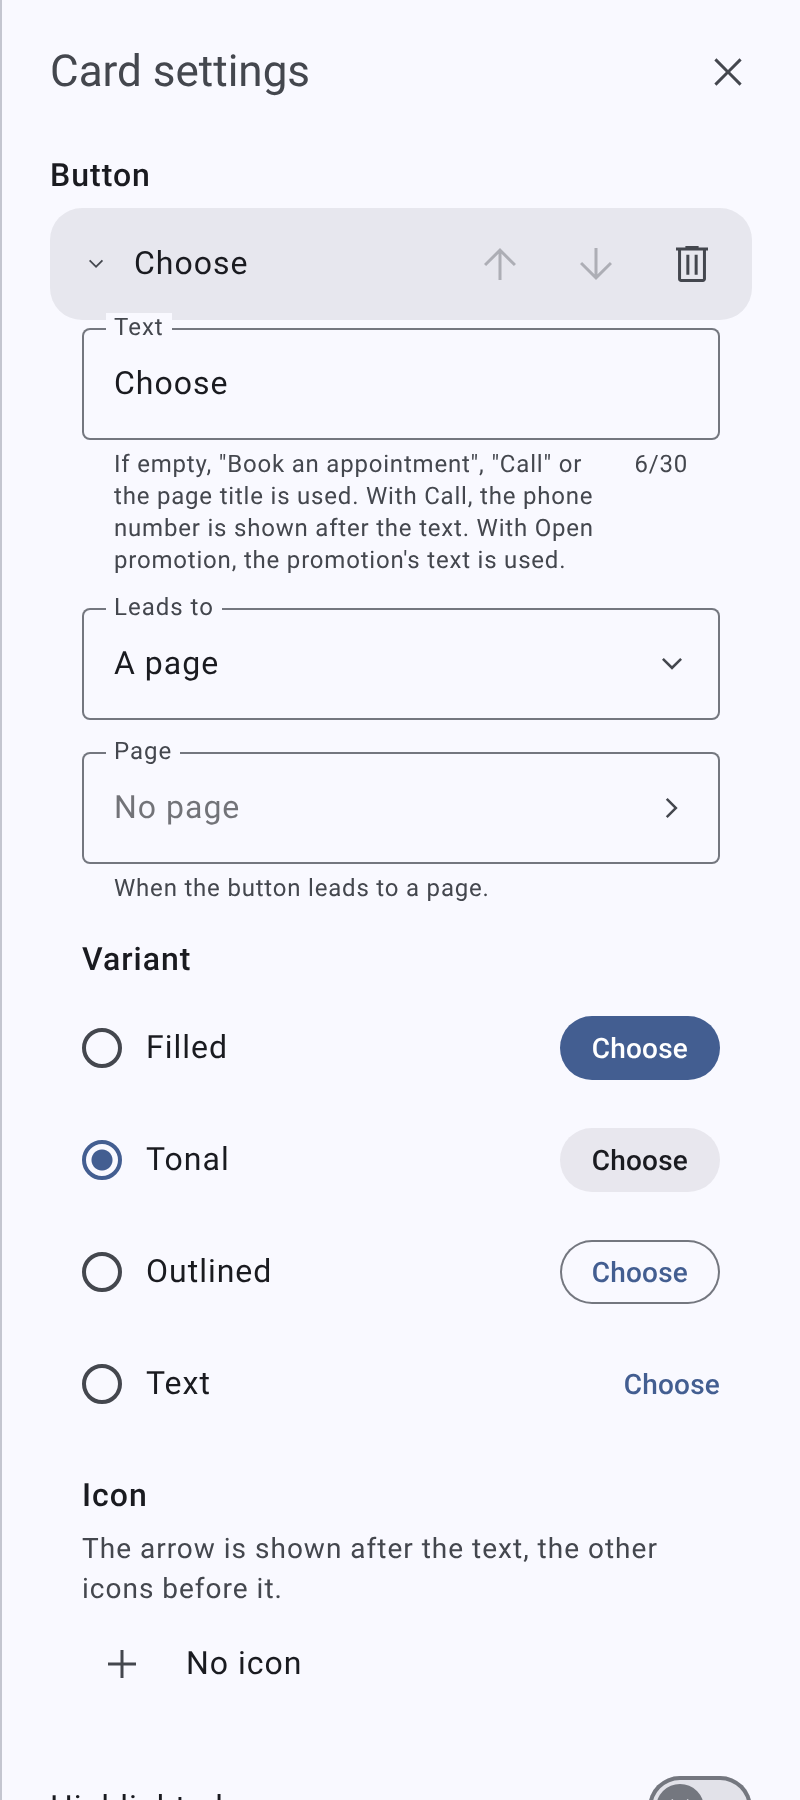 Card settings
Button
Choose
Text
Choose
If empty, "Book an appointment", "Call" or
6/30
the page title is used. With Call, the phone
number is shown after the text. With Open
promotion, the promotion's text is used.
Leads to
A page
Page
No page
When the button leads to a page.
Variant
Filled
Choose
Tonal
Choose
Outlined
Choose
Text
Choose
Icon
The arrow is shown after the text, the other
icons before it.
No icon